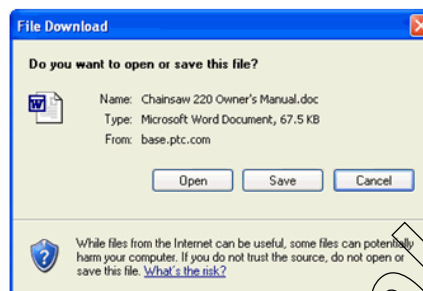 File Download
Do you want to open or save this file?
Name: Chainsaw 220 Owner's Manual.doc
Type: Microsoft Word Document, 67.5 KB
From: base.ptc.com
Open Save Cancel
While files from the Internet can be useful, some files can potentially
harm your computer. If you do not trust the source, do not open or
save this file. What's the risk?